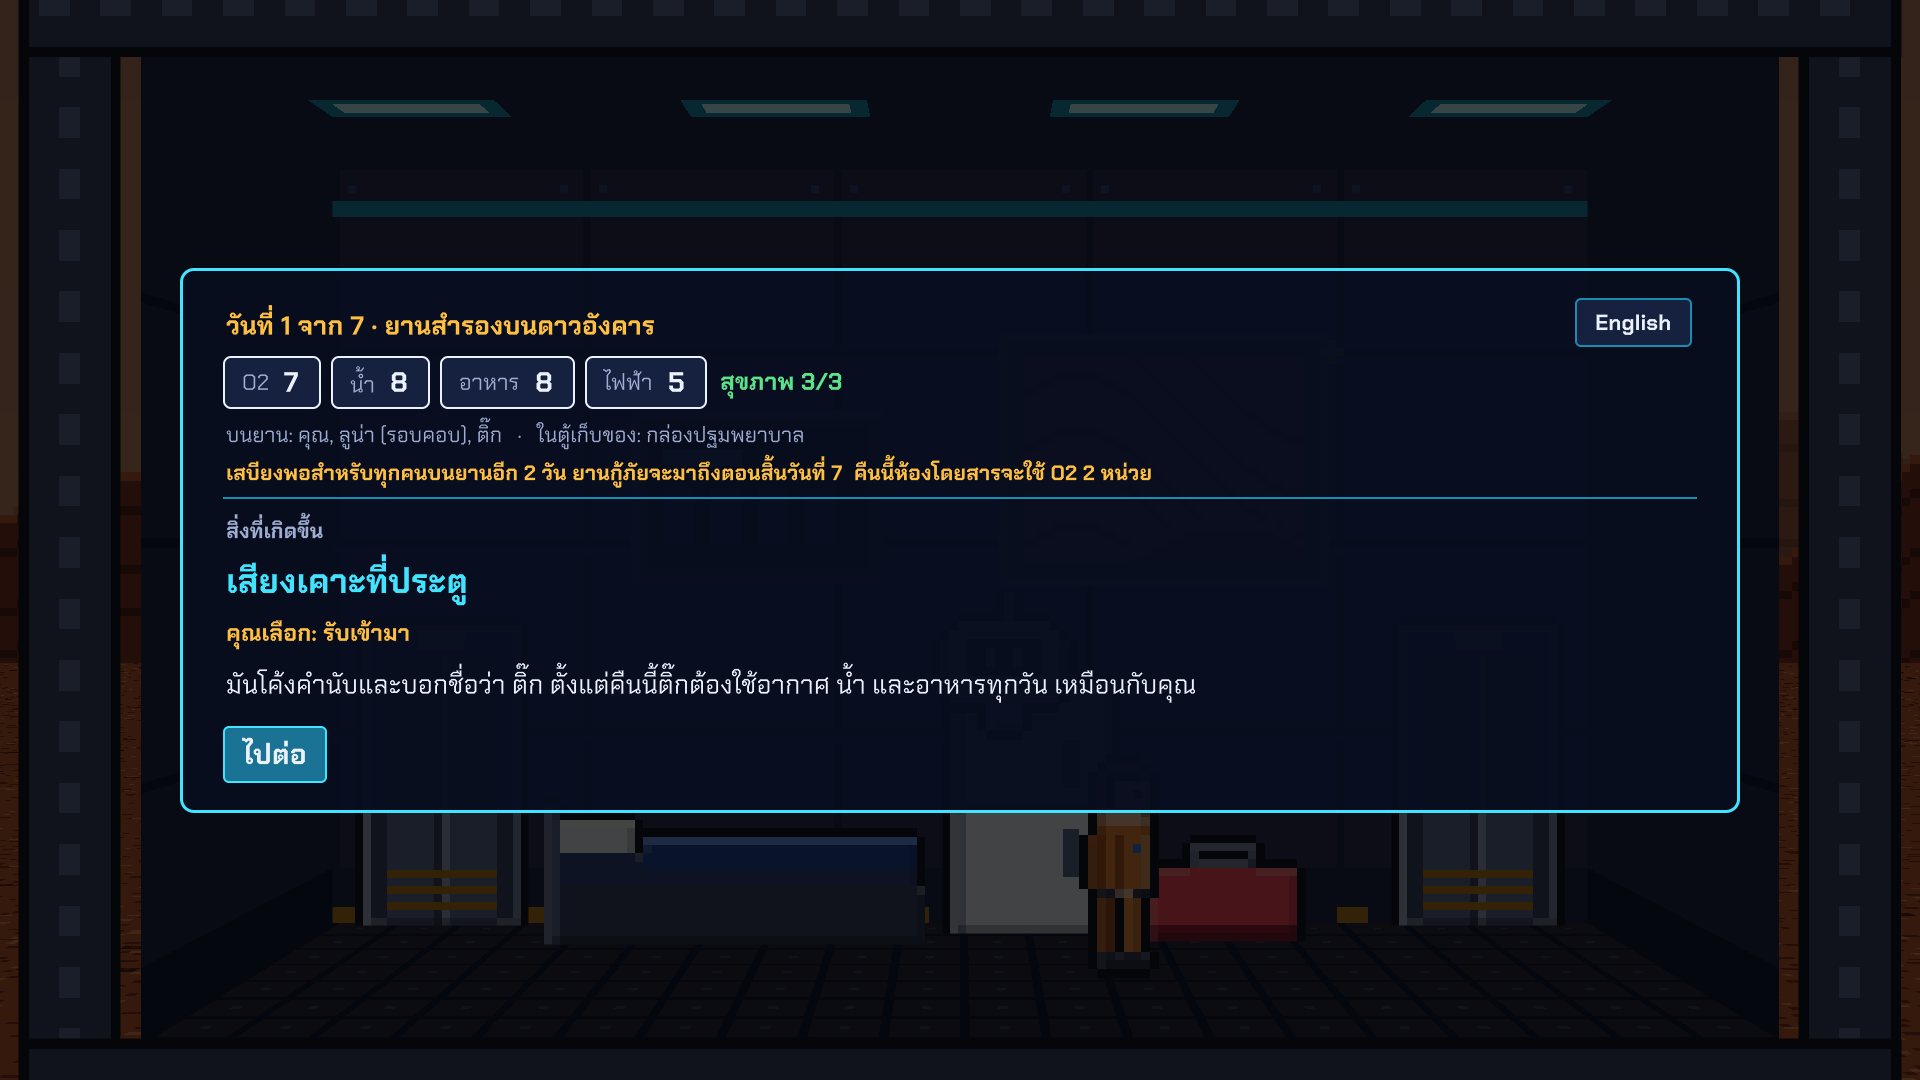 วันที่ 1 จาก 7 · ยานสำรองบนดาวอังคาร
English
O2 7 น้ำ 8 อาหาร 8 ไฟฟ้า 5 สุขภาพ 3/3
บนยาน: คุณ, ลูน่า (รอบคอบ), ติ๊ก · ในตู้เก็บของ: กล่องปฐมพยาบาล
เสบียงพอสำหรับทุกคนบนยานอีก 2 วัน ยานกู้ภัยจะมาถึงตอนสิ้นวันที่ 7 คืนนี้ห้องโดยสารจะใช้ O2 2 หน่วย
สิ่งที่เกิดขึ้น
เสียงเคาะที่ประตู
คุณเลือก: รับเข้ามา
มันโค้งคำนับและบอกชื่อว่า ติ๊ก ตั้งแต่คืนนี้ติ๊กต้องใช้อากาศ น้ำ และอาหารทุกวัน เหมือนกับคุณ
ไปต่อ